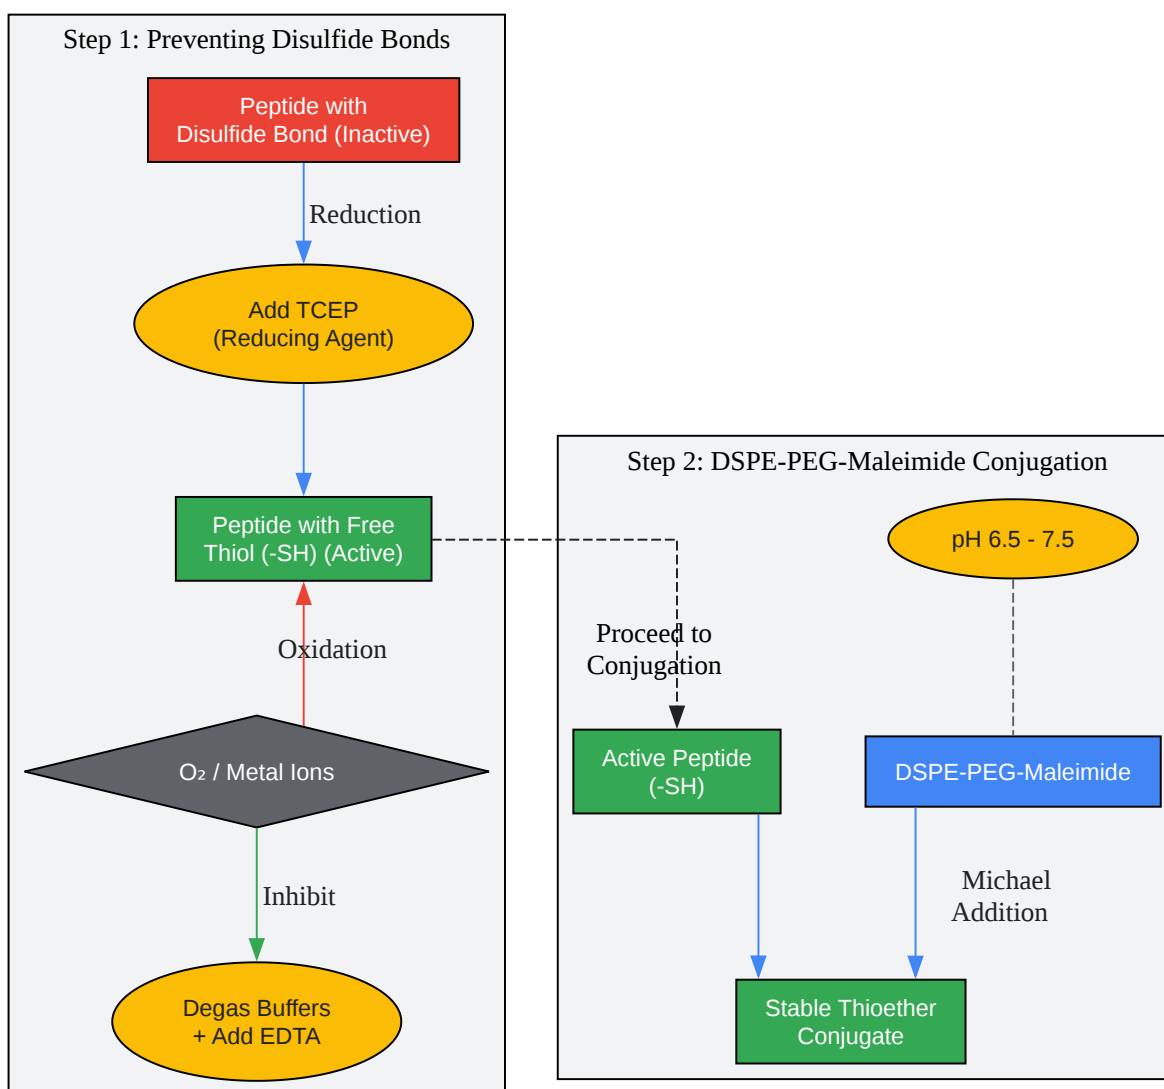 Step 1: Preventing Disulfide Bonds
Peptide with
Disulfide Bond (Inactive)
Reduction
Add TCEP
(Reducing Agent)
Peptide with Free
Thiol (-SH) (Active)
Oxidation
O₂ / Metal Ions
Inhibit
Degas Buffers
+ Add EDTA
Step 2: DSPE-PEG-Maleimide Conjugation
pH 6.5 - 7.5
Proceed to
Conjugation
Active Peptide
(-SH)
DSPE-PEG-Maleimide
Michael
Addition
Stable Thioether
Conjugate